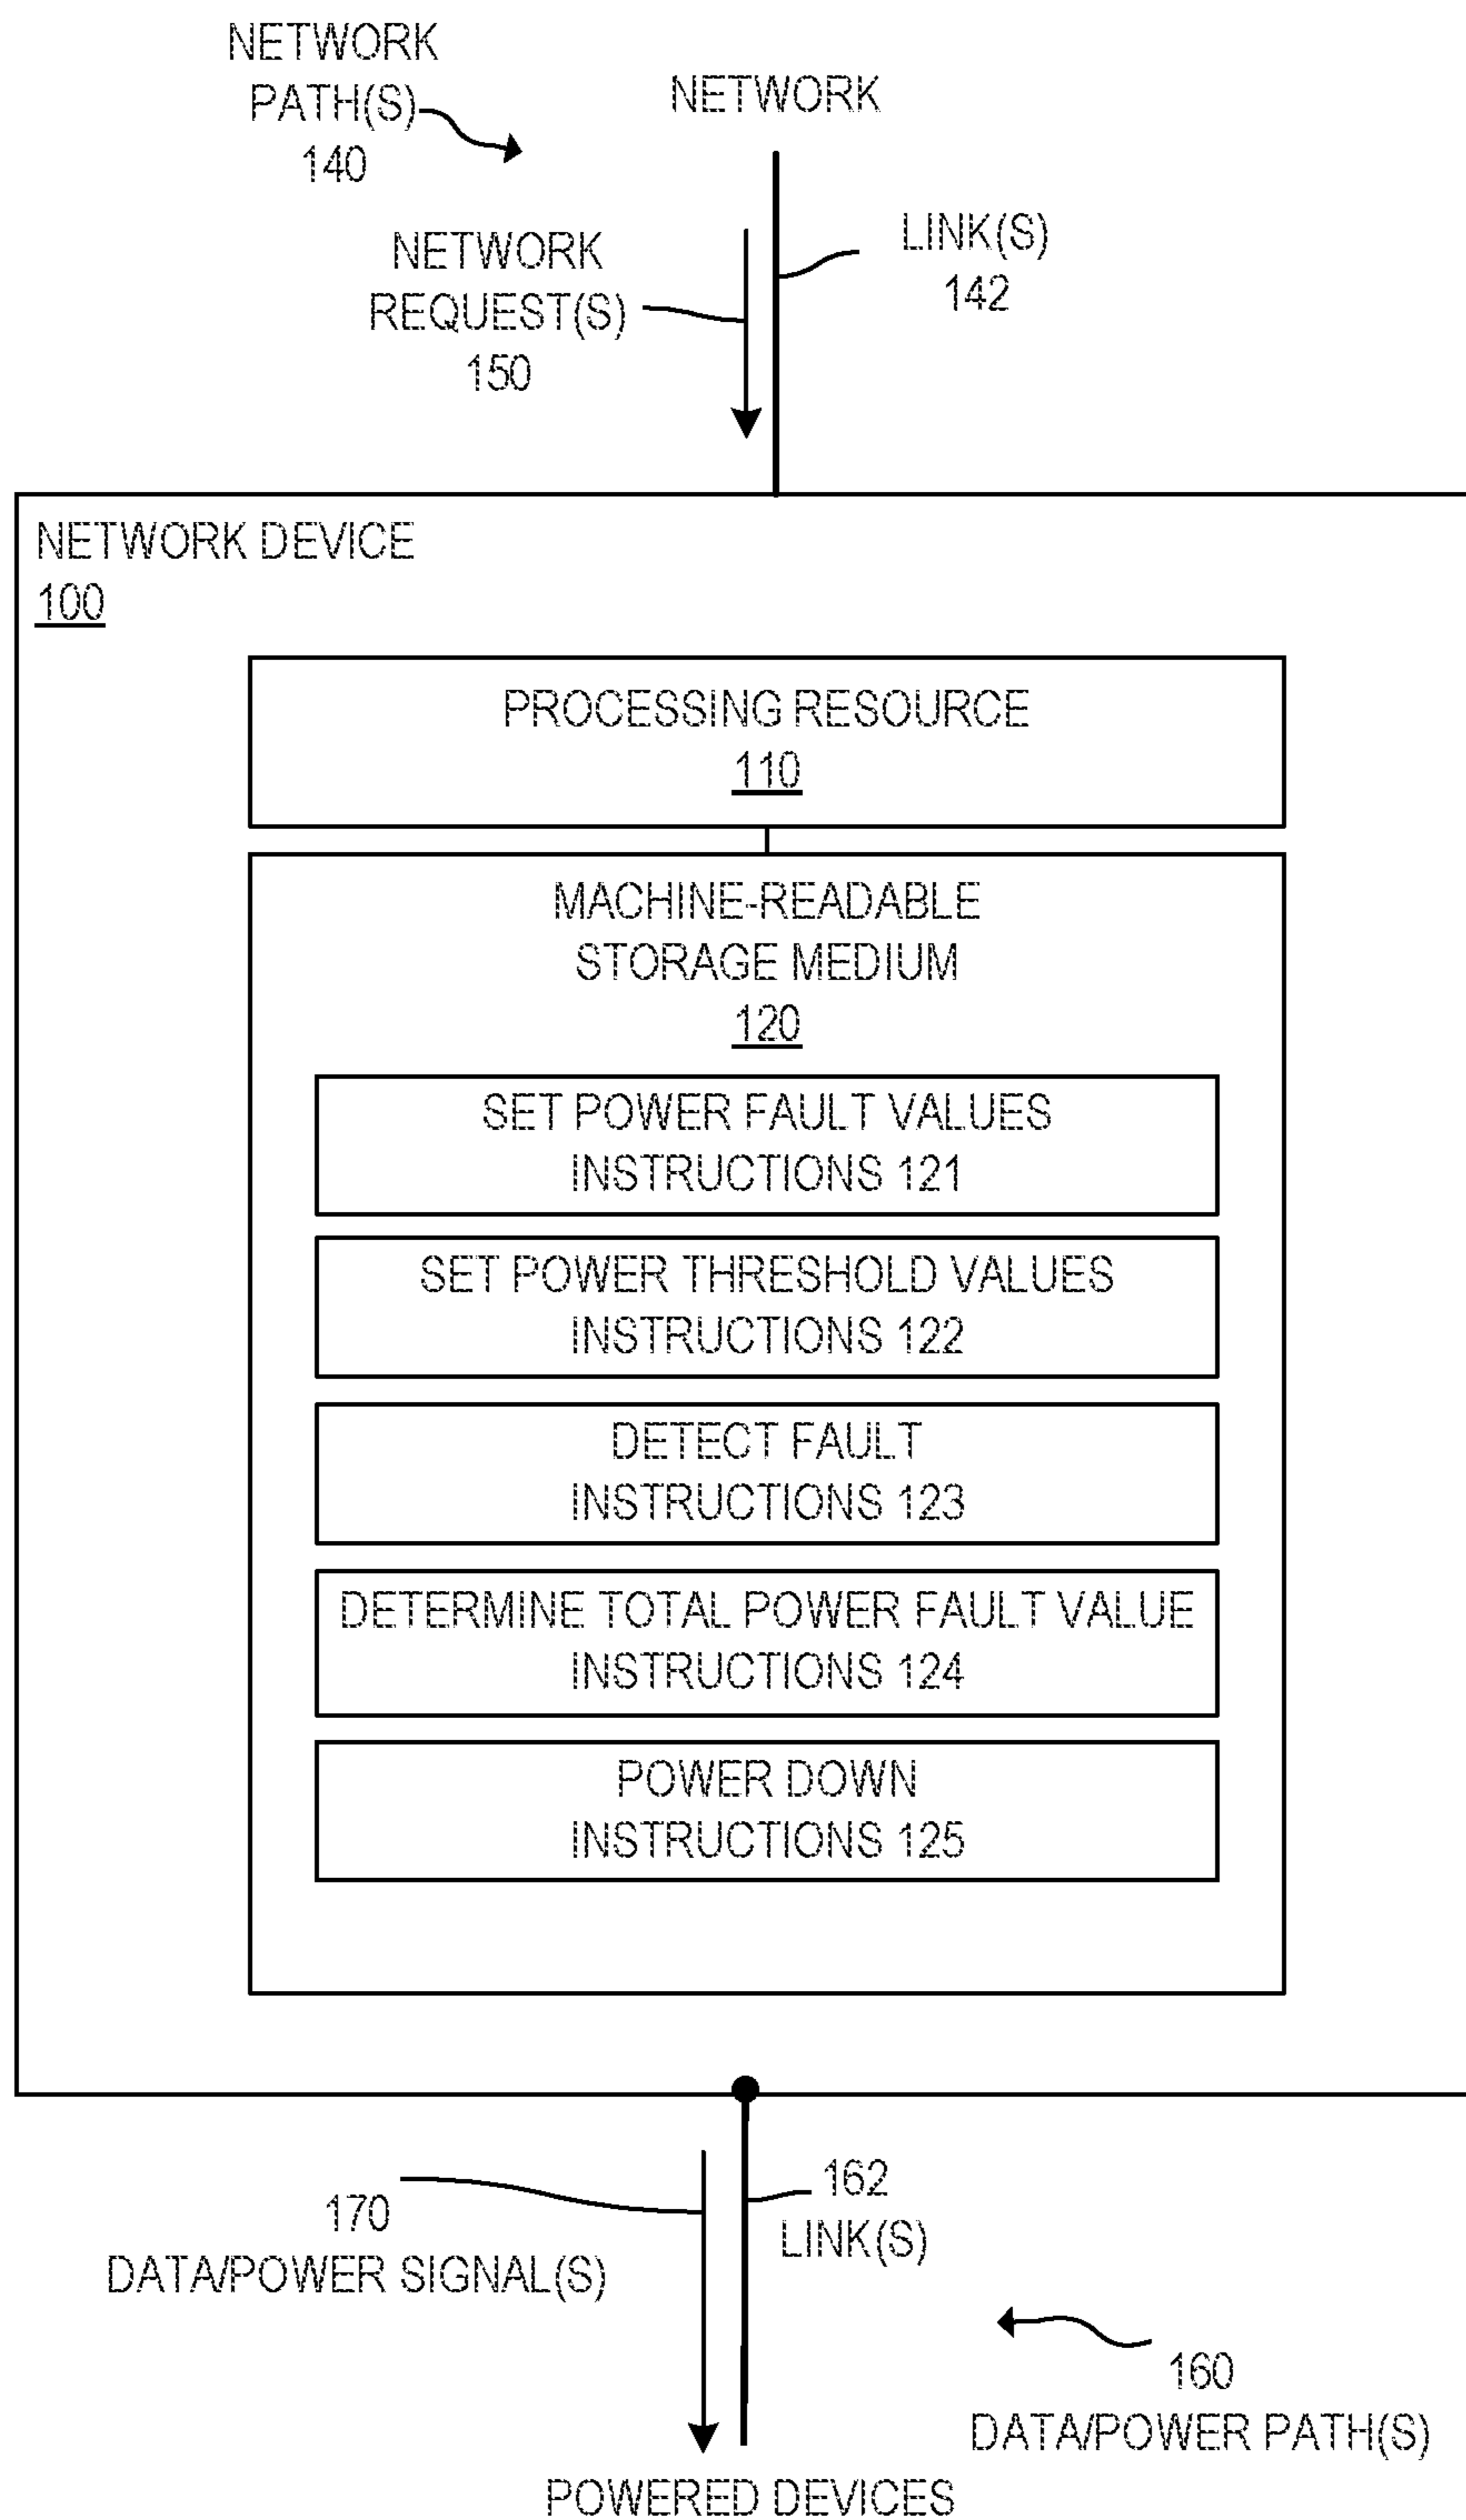 NETWORK
PATH(S)
140
NETWORK
LINK(S)
142
NETWORK
REQUEST(S)
150
NETWORK DEVICE
100
PROCESSING RESOURCE
110
MACHINE-READABLE
STORAGE MEDIUM
120
SET POWER FAULT VALUES
INSTRUCTIONS 121
SET POWER THRESHOLD VALUES
INSTRUCTIONS 122
DETECT FAULT
INSTRUCTIONS 123
DETERMINE TOTAL POWER FAULT VALUE
INSTRUCTIONS 124
POWER DOWN
INSTRUCTIONS 125
170
DATA/POWER SIGNAL(S)
162
LINK(S)
160
DATA/POWER PATH(S)
POWERED DEVICES